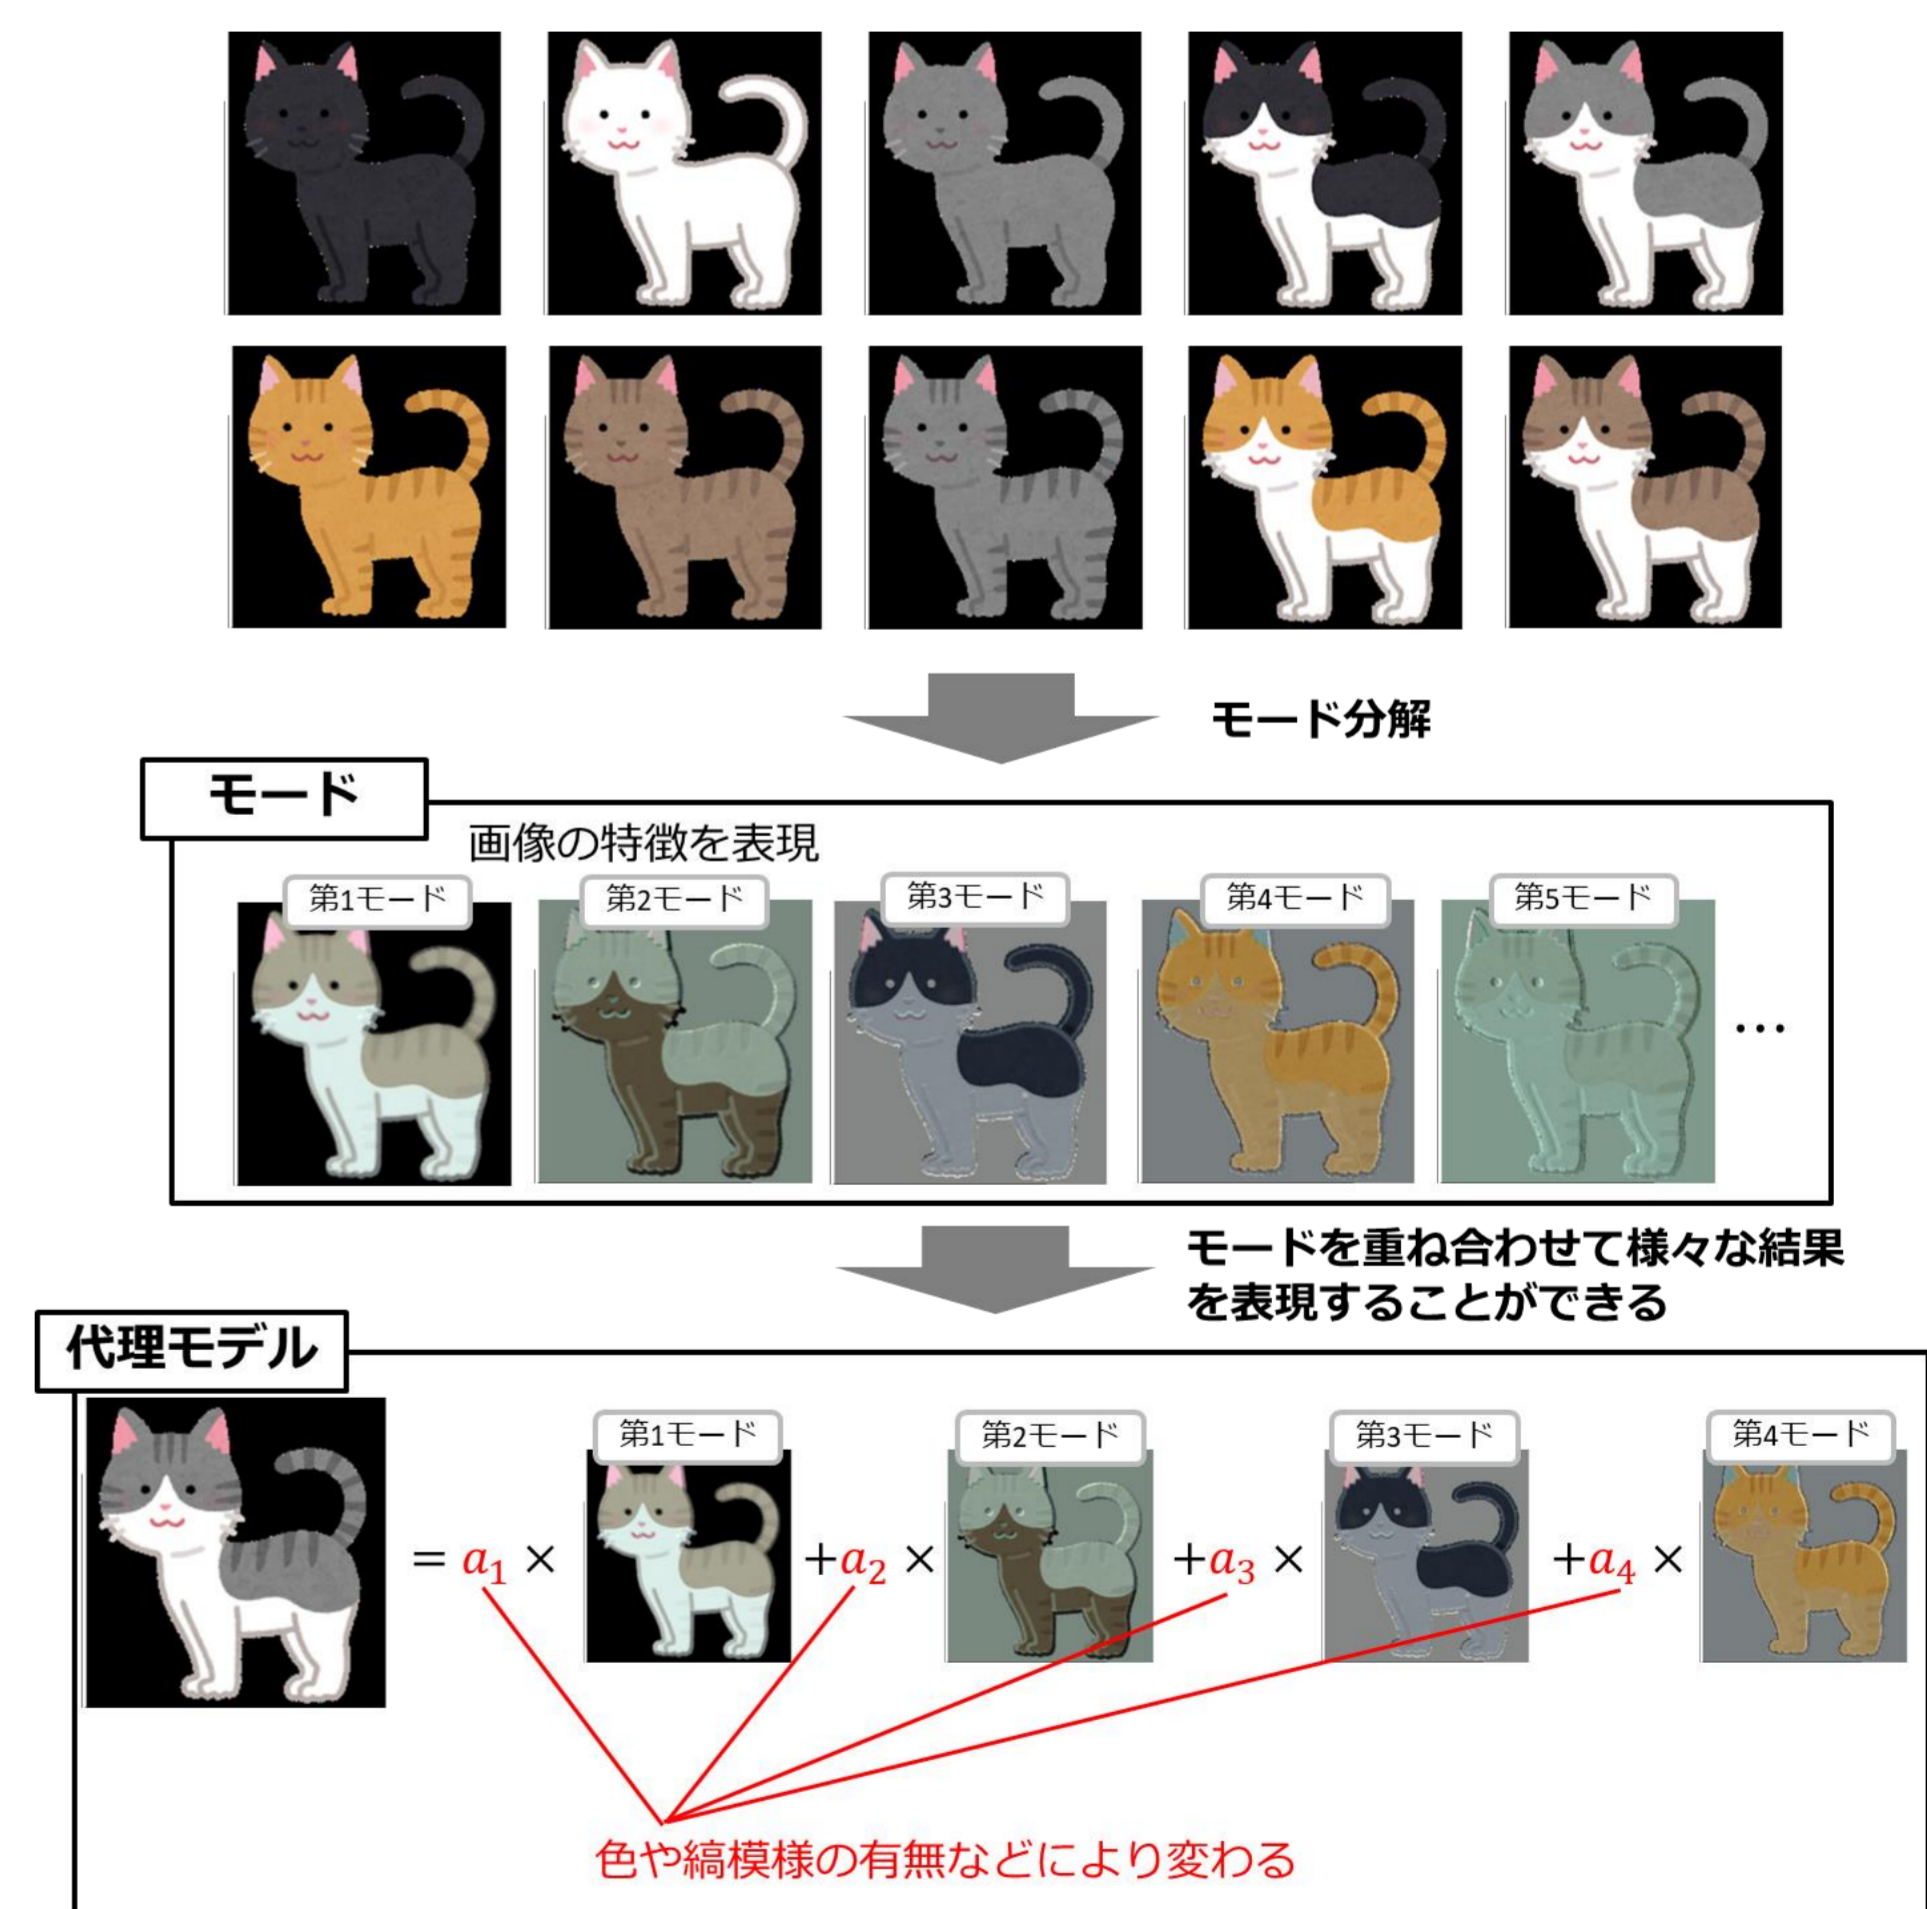 モード分解
モード
画像の特徴を表現
第1モード
第2モード
第3モード
第4モード
第5モード
…
モードを重ね合わせて様々な結果
を表現することができる
代理モデル
第1モード
第2モード
第3モード
第4モード
= a₁ × +a₂ × +a₃ × +a₄ ×
色や縞模様の有無などにより変わる